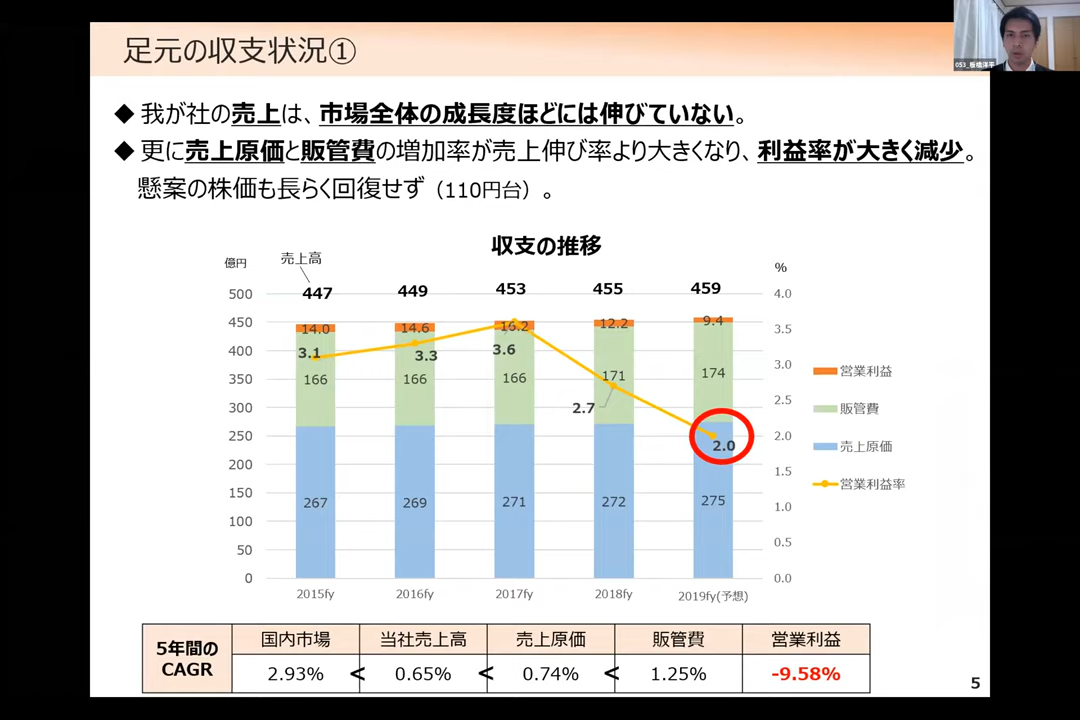 足元の収支状況①
053_板橋洋平
◆ 我が社の売上は、市場全体の成長度ほどには伸びていない。
◆ 更に売上原価と販管費の増加率が売上伸び率より大きくなり、利益率が大きく減少。
懸案の株価も長らく回復せず（110円台）。
収支の推移
億円
売上高
%
447 449 453 455 459
500 450 400 350 300 250 200 150 100 50 0
14.0 14.6 16.2 12.2 9.4
3.1 3.3 3.6 2.7 2.0
166 166 166 171 174
267 269 271 272 275
4.0 3.5 3.0 2.5 2.0 1.5 1.0 0.5 0.0
2015fy 2016fy 2017fy 2018fy 2019fy(予想)
営業利益
販管費
売上原価
営業利益率
5年間の
CAGR
国内市場 当社売上高 売上原価 販管費 営業利益
2.93% < 0.65% < 0.74% < 1.25% -9.58%
5